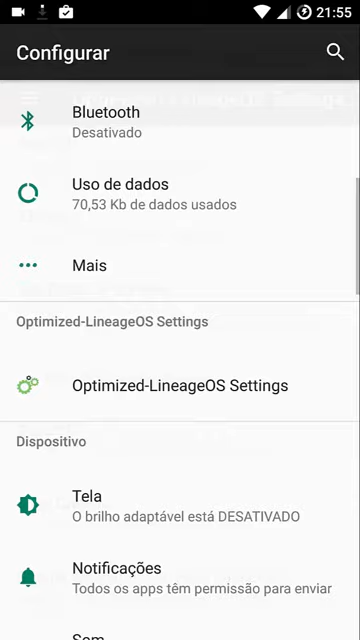 21:55
Configurar
Bluetooth
Desativado
Uso de dados
70,53 Kb de dados usados
Mais
Optimized-LineageOS Settings
Optimized-LineageOS Settings
Dispositivo
Tela
O brilho adaptável está DESATIVADO
Notificações
Todos os apps têm permissão para enviar
Som